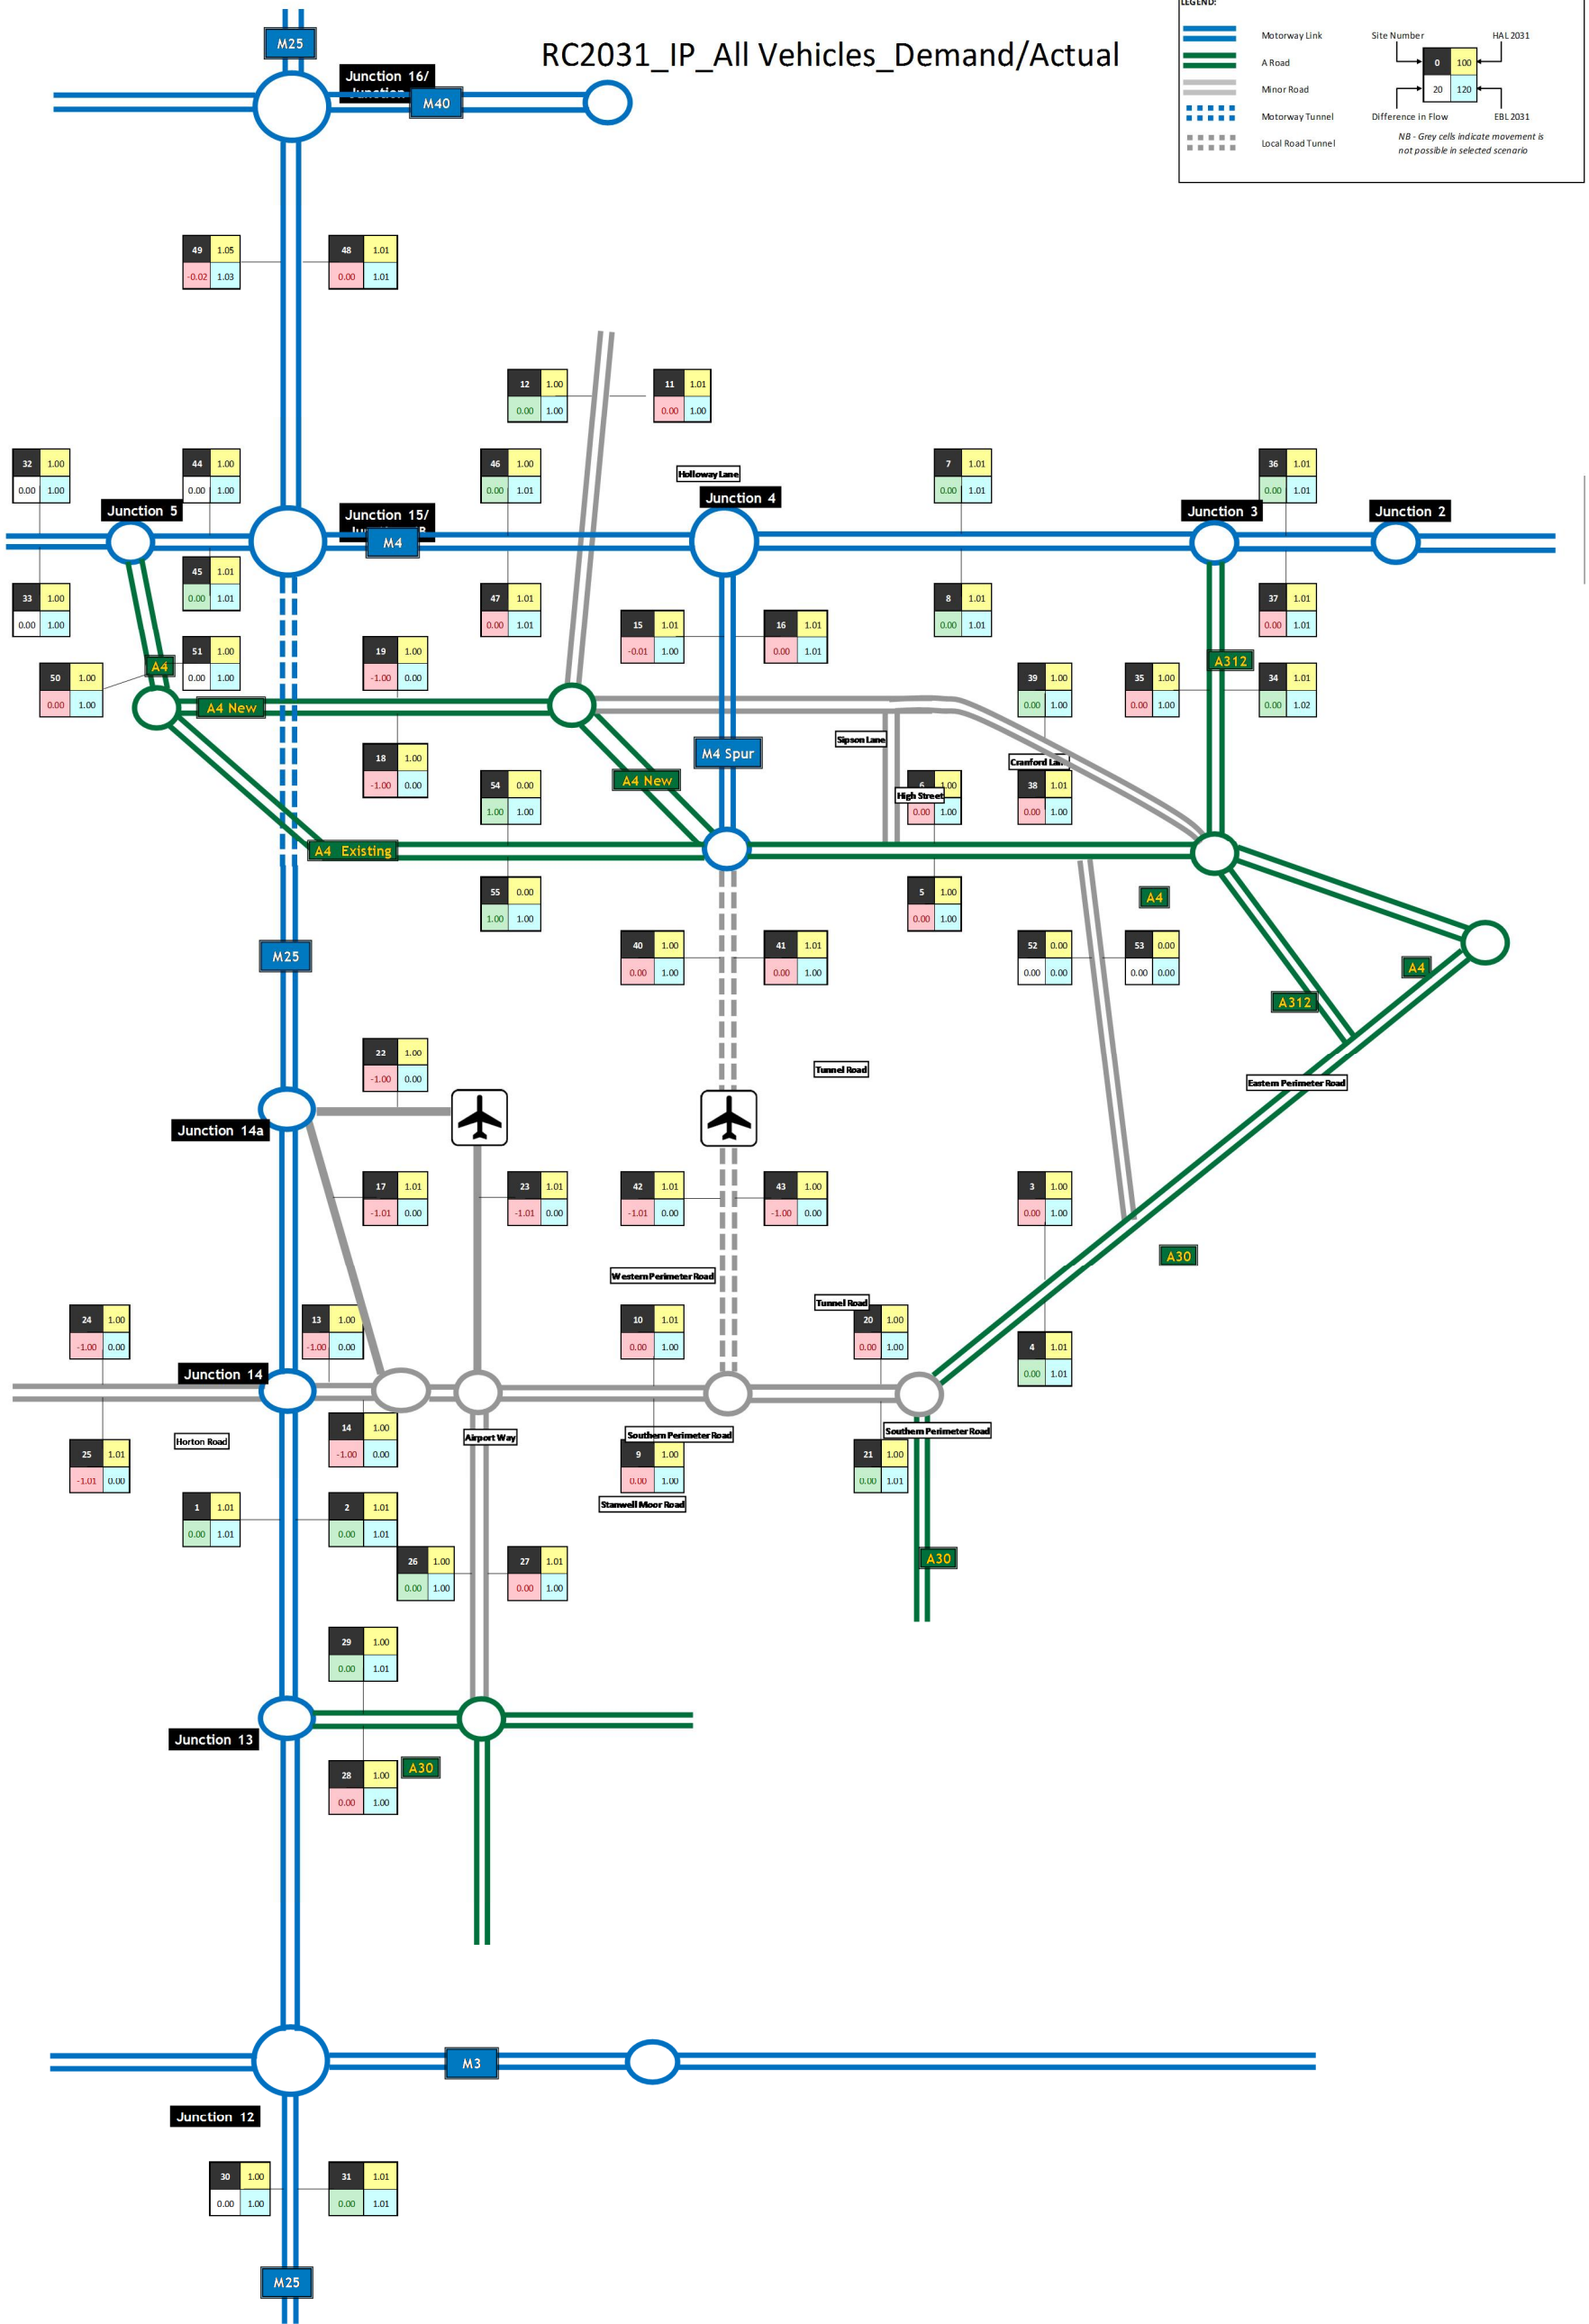 LEGEND:
M25
RC2031_IP_All Vehicles_Demand/Actual
Motorway Link
Site Number
HAL 2031
A Road
0 100
Minor Road
20 120
Motorway Tunnel
Difference in Flow
EBL 2031
Local Road Tunnel
NB - Grey cells indicate movement is
not possible in selected scenario
Junction 16/
M40
49 1.05
-0.02 1.03
48 1.01
0.00 1.01
12 1.00
0.00 1.00
11 1.01
0.00 1.00
32 1.00
0.00 1.00
44 1.00
0.00 1.00
46 1.00
0.00 1.01
Holloway Lane
7 1.01
0.00 1.01
36 1.01
0.00 1.01
Junction 5
Junction 15/
M4
Junction 4
Junction 3
Junction 2
33 1.00
0.00 1.00
45 1.01
0.00 1.01
47 1.01
0.00 1.01
8 1.01
0.00 1.01
37 1.01
0.00 1.01
15 1.01
-0.01 1.00
16 1.01
0.00 1.01
50 1.00
0.00 1.00
A4
51 1.00
0.00 1.00
19 1.00
-1.00 0.00
39 1.00
0.00 1.00
35 1.00
0.00 1.00
A312
34 1.01
0.00 1.02
A4 New
Sipson Lane
M4 Spur
18 1.00
-1.00 0.00
54 0.00
1.00 1.00
A4 New
6 1.00
High Street
0.00 1.00
Cranford Lane
38 1.01
0.00 1.00
A4 Existing
55 0.00
1.00 1.00
5 1.00
0.00 1.00
A4
M25
40 1.00
0.00 1.00
41 1.01
0.00 1.00
52 0.00
0.00 0.00
53 0.00
0.00 0.00
A4
A312
22 1.00
-1.00 0.00
Tunnel Road
Eastern Perimeter Road
Junction 14a
17 1.01
-1.01 0.00
23 1.01
-1.01 0.00
42 1.01
-1.01 0.00
43 1.00
-1.00 0.00
3 1.00
0.00 1.00
A30
Western Perimeter Road
Tunnel Road
24 1.00
-1.00 0.00
13 1.00
-1.00 0.00
10 1.01
0.00 1.00
20 1.00
0.00 1.00
4 1.01
0.00 1.01
Junction 14
Horton Road
14 1.00
-1.00 0.00
Airport Way
Southern Perimeter Road
Southern Perimeter Road
25 1.01
-1.01 0.00
9 1.00
0.00 1.00
21 1.00
0.00 1.01
Stanwell Moor Road
1 1.01
0.00 1.01
2 1.01
0.00 1.01
26 1.00
0.00 1.00
27 1.01
0.00 1.00
A30
29 1.00
0.00 1.01
Junction 13
28 1.00
0.00 1.00
A30
M3
Junction 12
30 1.00
0.00 1.00
31 1.01
0.00 1.01
M25